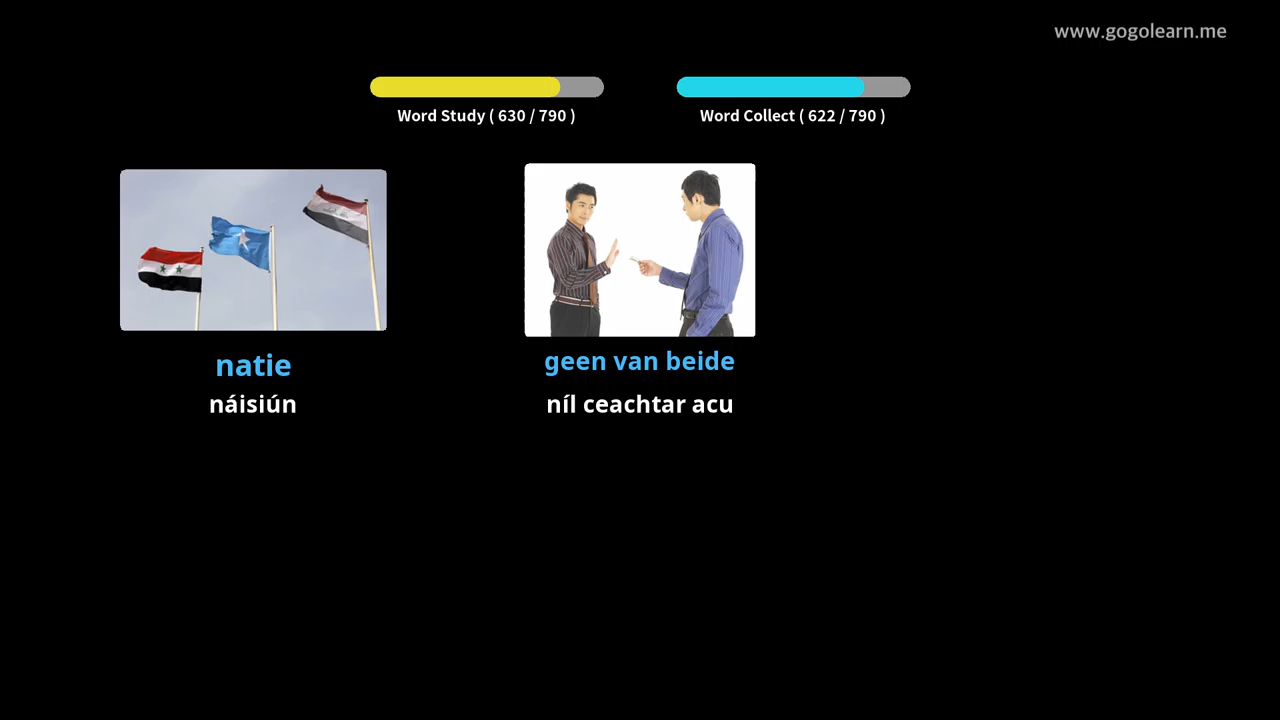 www.gogolearn.me
Word Study ( 630 / 790 )
Word Collect ( 622 / 790 )
natie
náisiún
geen van beide
níl ceachtar acu